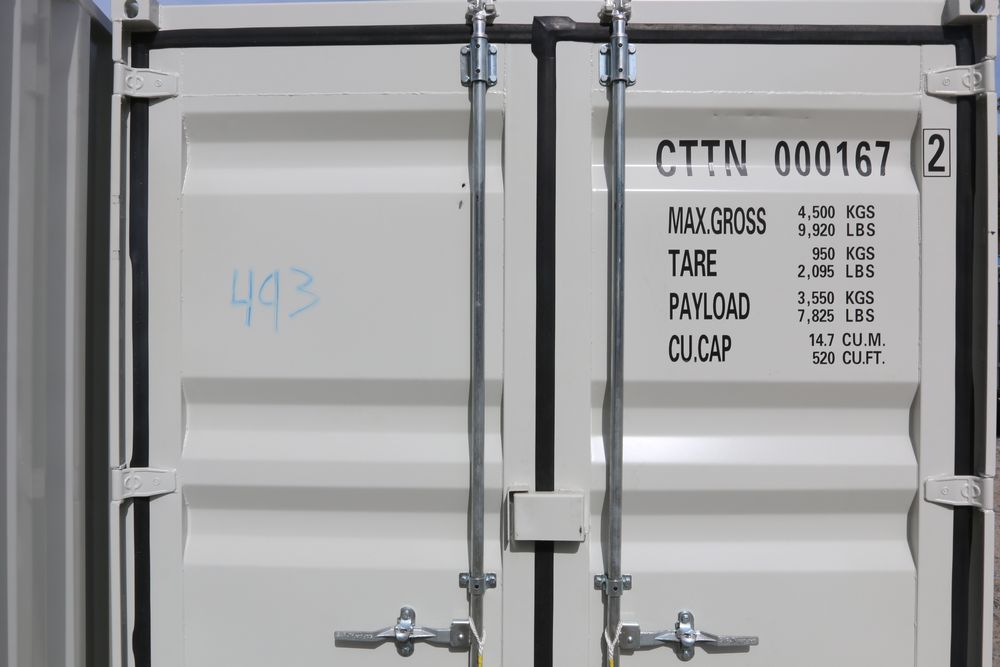 CTTN 000167 2
MAX.GROSS 4,500 KGS
9,920 LBS
TARE 950 KGS
2,095 LBS
PAYLOAD 3,550 KGS
7,825 LBS
CU.CAP 14.7 CU.M.
520 CU.FT.
493